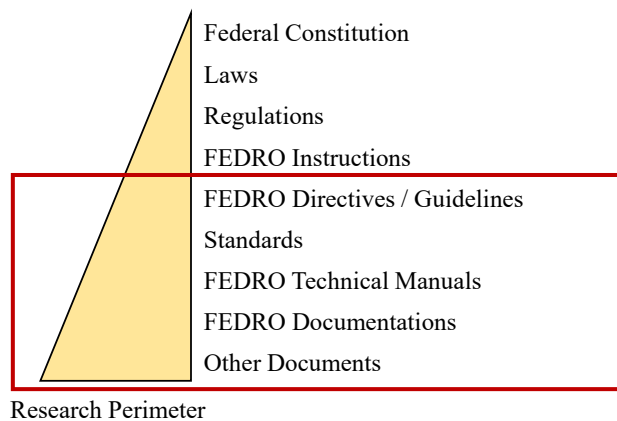 Federal Constitution
Laws
Regulations
FEDRO Instructions
FEDRO Directives / Guidelines
Standards
FEDRO Technical Manuals
FEDRO Documentations
Other Documents
Research Perimeter